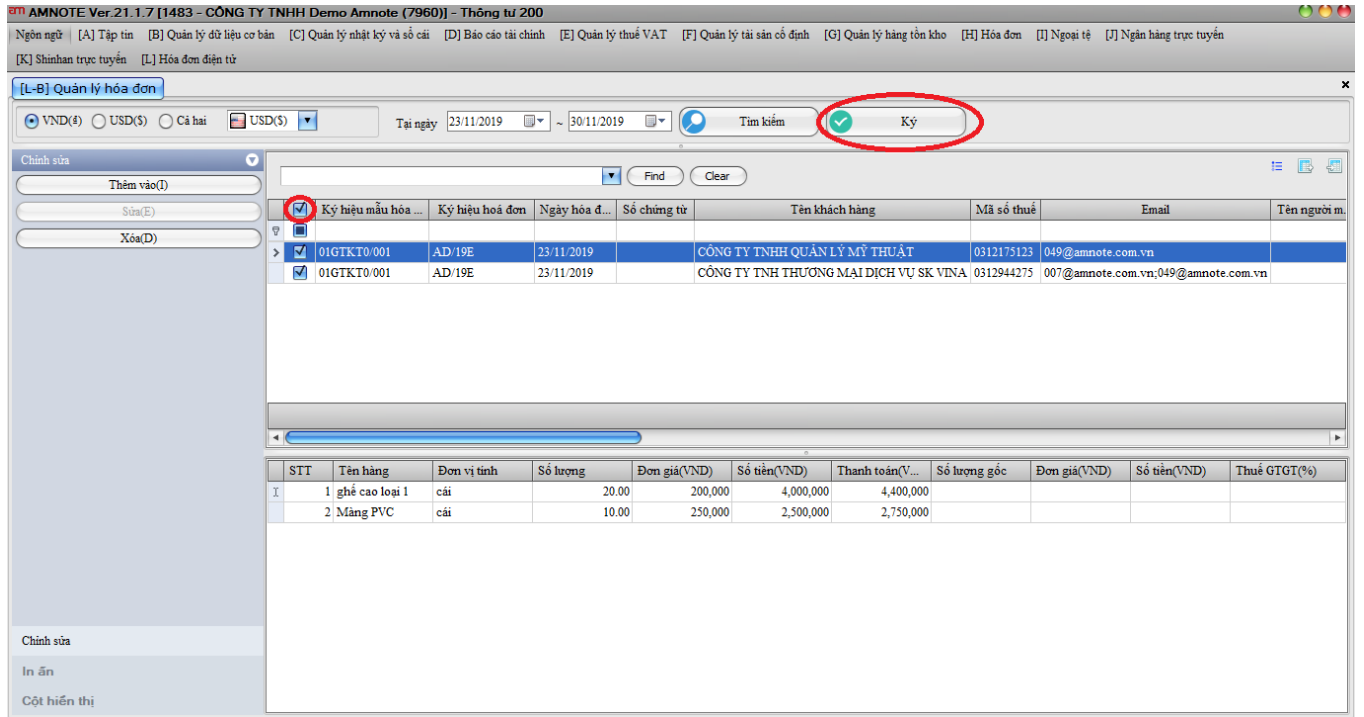 am AMNOTE Ver.21.1.7 [1483 - CÔNG TY TNHH Demo Amnote (7960)] - Thông tư 200
Ngôn ngữ [A] Tập tin [B] Quản lý dữ liệu cơ bản [C] Quản lý nhật ký và sổ cái [D] Báo cáo tài chính [E] Quản lý thuế VAT [F] Quản lý tài sản cố định [G] Quản lý hàng tồn kho [H] Hóa đơn [I] Ngoại tệ [J] Ngân hàng trực tuyến
[K] Shinhan trực tuyến [L] Hóa đơn điện tử
[L-B] Quản lý hóa đơn
VND(đ) USD($) Cả hai USD($) Tại ngày 23/11/2019 ~ 30/11/2019 Tìm kiếm Ký
Chỉnh sửa
Thêm vào(I)
Sửa(E)
Xóa(D)
Find Clear
Ký hiệu mẫu hóa ... Ký hiệu hoá đơn Ngày hóa đ... Số chứng từ Tên khách hàng Mã số thuế Email Tên người m.
01GTKT0/001 AD/19E 23/11/2019 CÔNG TY TNHH QUẢN LÝ MỸ THUẬT 0312175123 049@amnote.com.vn
01GTKT0/001 AD/19E 23/11/2019 CÔNG TY TNH THƯƠNG MẠI DỊCH VỤ SK VINA 0312944275 007@amnote.com.vn;049@amnote.com.vn
STT Tên hàng Đơn vị tính Số lượng Đơn giá(VND) Số tiền(VND) Thanh toán(V... Số lượng gốc Đơn giá(VND) Số tiền(VND) Thuế GTGT(%)
1 ghế cao loại 1 cái 20.00 200,000 4,000,000 4,400,000
2 Màng PVC cái 10.00 250,000 2,500,000 2,750,000
Chỉnh sửa
In ấn
Cột hiển thị